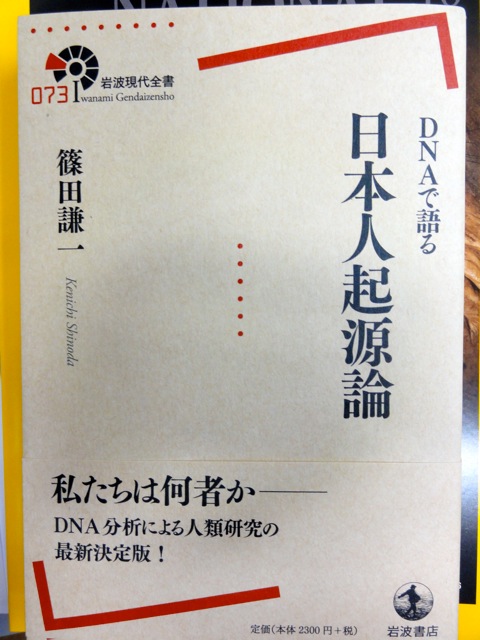 073
岩波現代全書
Iwanami Gendaizensho
DNAで語る
日本人起源論
篠田謙一
Kenichi Shinoda
私たちは何者か――
DNA分析による人類研究の
最新決定版！
定価(本体2300円+税)
岩波書店